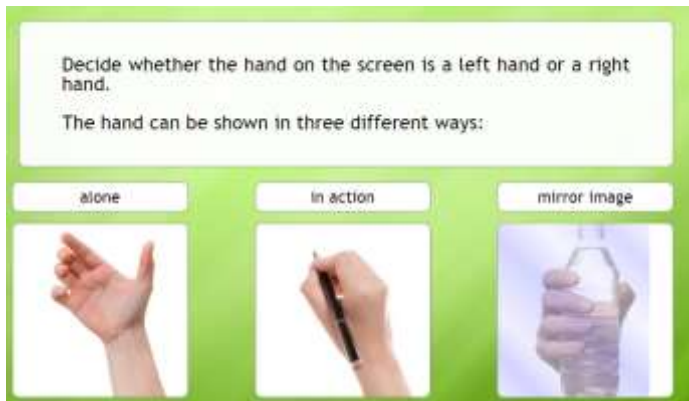 Decide whether the hand on the screen is a left hand or a right
hand.
The hand can be shown in three different ways:
alone
in action
mirror image